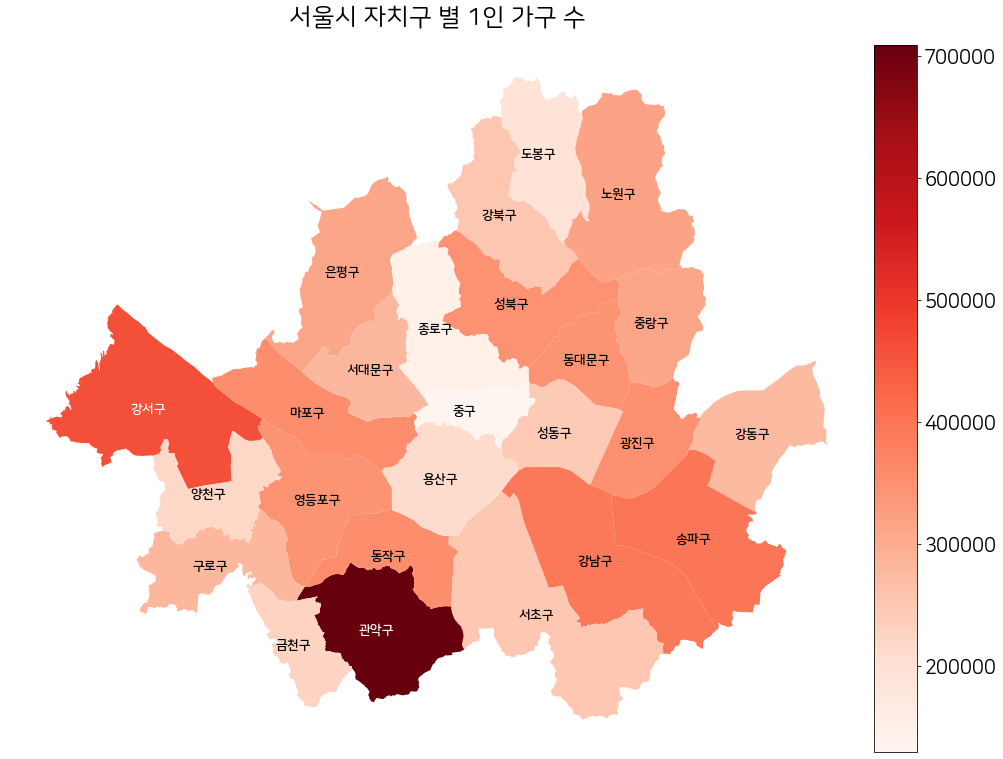 서울시 자치구 별 1인 가구 수
700000
600000
500000
400000
300000
200000
도봉구
노원구
강북구
은평구
성북구
중랑구
종로구
동대문구
서대문구
강서구
마포구
중구
성동구
광진구
강동구
용산구
양천구
영등포구
송파구
동작구
강남구
구로구
서초구
관악구
금천구